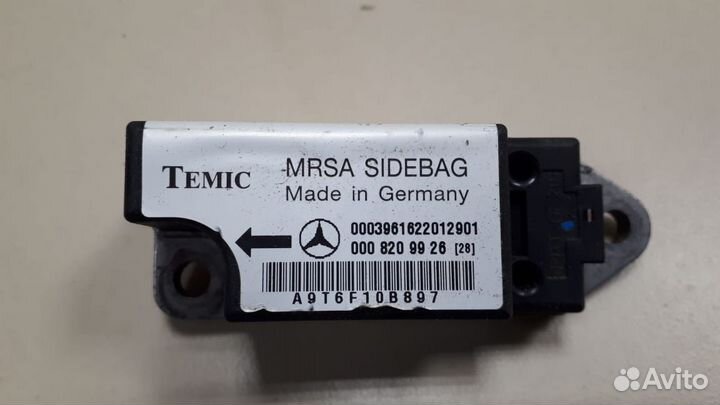 TEMIC
MRSA SIDEBAG
Made in Germany
0003961622012901
000 820 99 26 [28]
A9T6F10B897
Avito